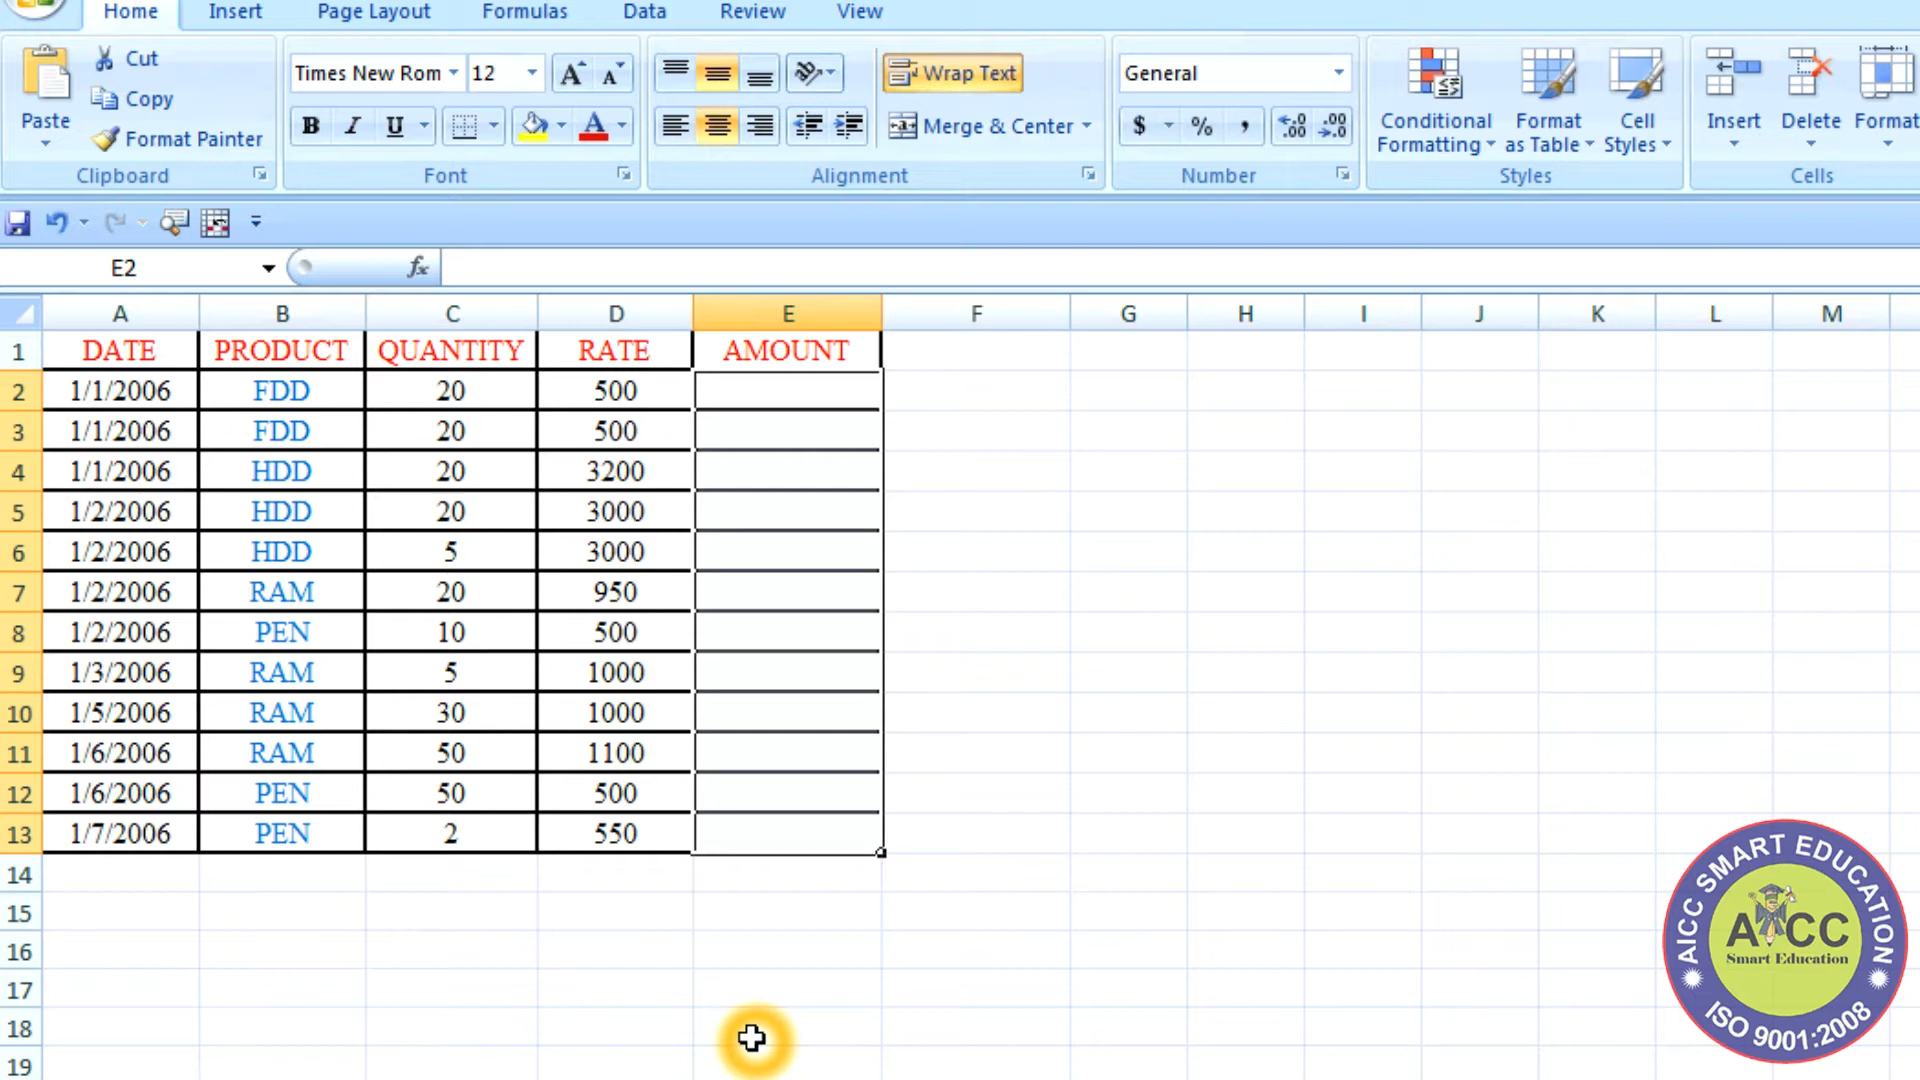 Home Insert Page Layout Formulas Data Review View
Cut
Copy
Format Painter
Paste
Clipboard
Times New Rom 12
B I U A
Font
Wrap Text
Merge & Center
Alignment
General
$ % ,
Number
Conditional Formatting
Format as Table
Cell Styles
Styles
Insert Delete Format
Cells
E2 fx
A B C D E F G H I J K L M
1 DATE PRODUCT QUANTITY RATE AMOUNT
2 1/1/2006 FDD 20 500
3 1/1/2006 FDD 20 500
4 1/1/2006 HDD 20 3200
5 1/2/2006 HDD 20 3000
6 1/2/2006 HDD 5 3000
7 1/2/2006 RAM 20 950
8 1/2/2006 PEN 10 500
9 1/3/2006 RAM 5 1000
10 1/5/2006 RAM 30 1000
11 1/6/2006 RAM 50 1100
12 1/6/2006 PEN 50 500
13 1/7/2006 PEN 2 550
14
15
16
17
18
19
AICC SMART EDUCATION
AICC
Smart Education
ISO 9001:2008